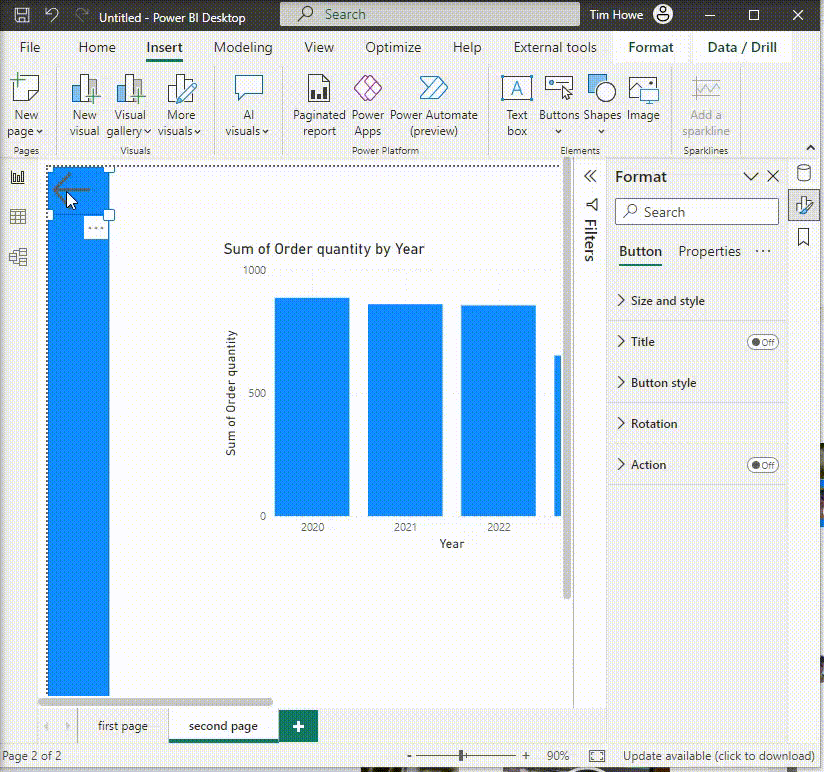 Untitled - Power BI Desktop
Search
Tim Howe
File Home Insert Modeling View Optimize Help External tools Format Data / Drill
New page
New visual
Visual gallery
More visuals
AI visuals
Paginated report
Power Apps
Power Automate (preview)
Text box
Buttons
Shapes
Image
Add a sparkline
Pages
Visuals
Power Platform
Elements
Sparklines
Sum of Order quantity by Year
1000
500
0
Sum of Order quantity
2020 2021 2022
Year
Filters
Format
Search
Button Properties
Size and style
Title Off
Button style
Rotation
Action Off
first page
second page
Page 2 of 2
- + 90%
Update available (click to download)